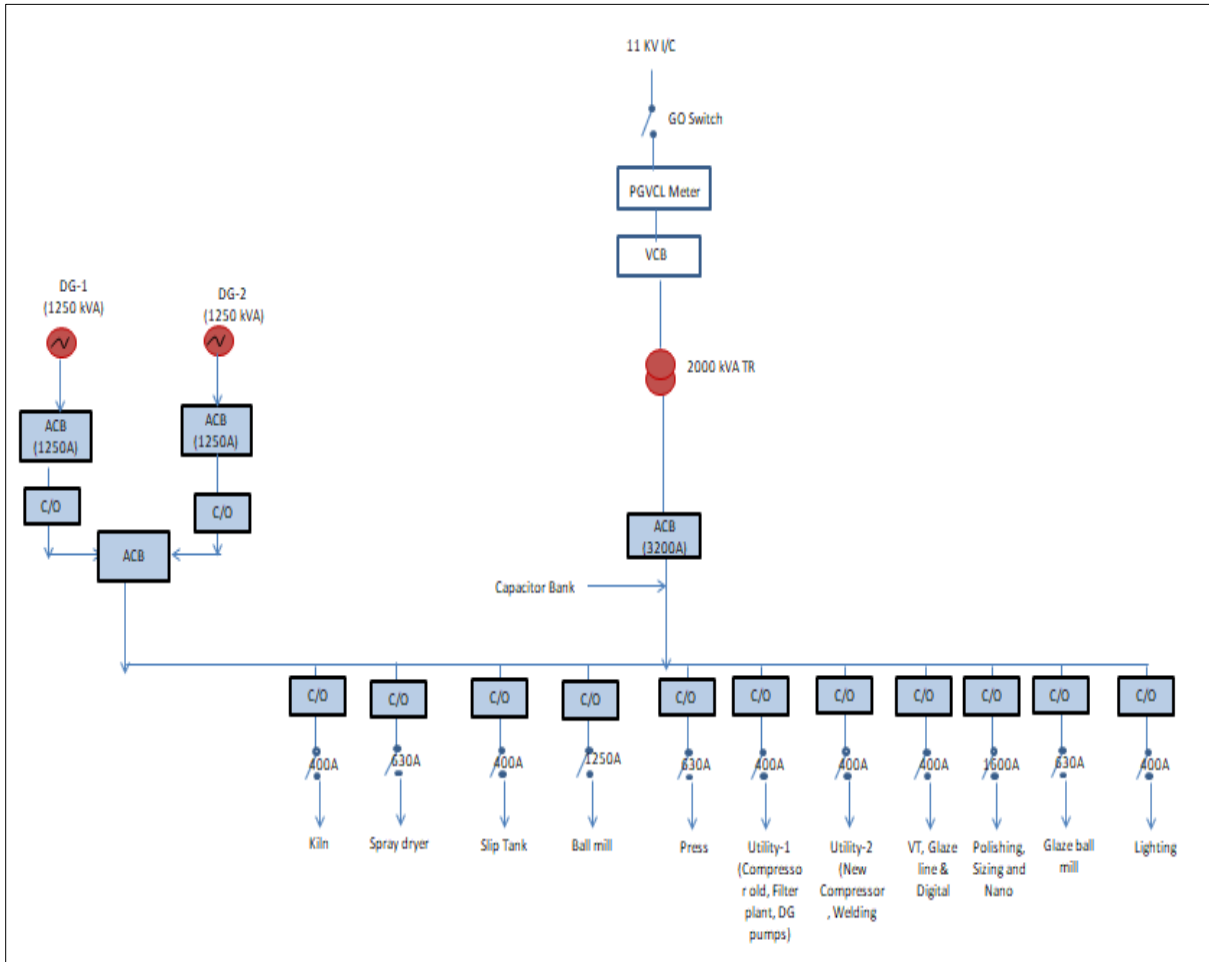 11 KV I/C
GO Switch
PGVCL Meter
VCB
DG-1
(1250 kVA)
DG-2
(1250 kVA)
2000 kVA TR
ACB
(1250A)
ACB
(1250A)
C/O
C/O
ACB
ACB
(3200A)
Capacitor Bank
C/O
C/O
C/O
C/O
C/O
C/O
C/O
C/O
C/O
C/O
C/O
400A
630A
400A
1250A
630A
400A
400A
400A
1600A
630A
400A
Kiln
Spray dryer
Slip Tank
Ball mill
Press
Utility-1
(Compresso
r old, Filter
plant, DG
pumps)
Utility-2
(New
Compressor
, Welding
VT, Glaze
line &
Digital
Polishing,
Sizing and
Nano
Glaze ball
mill
Lighting